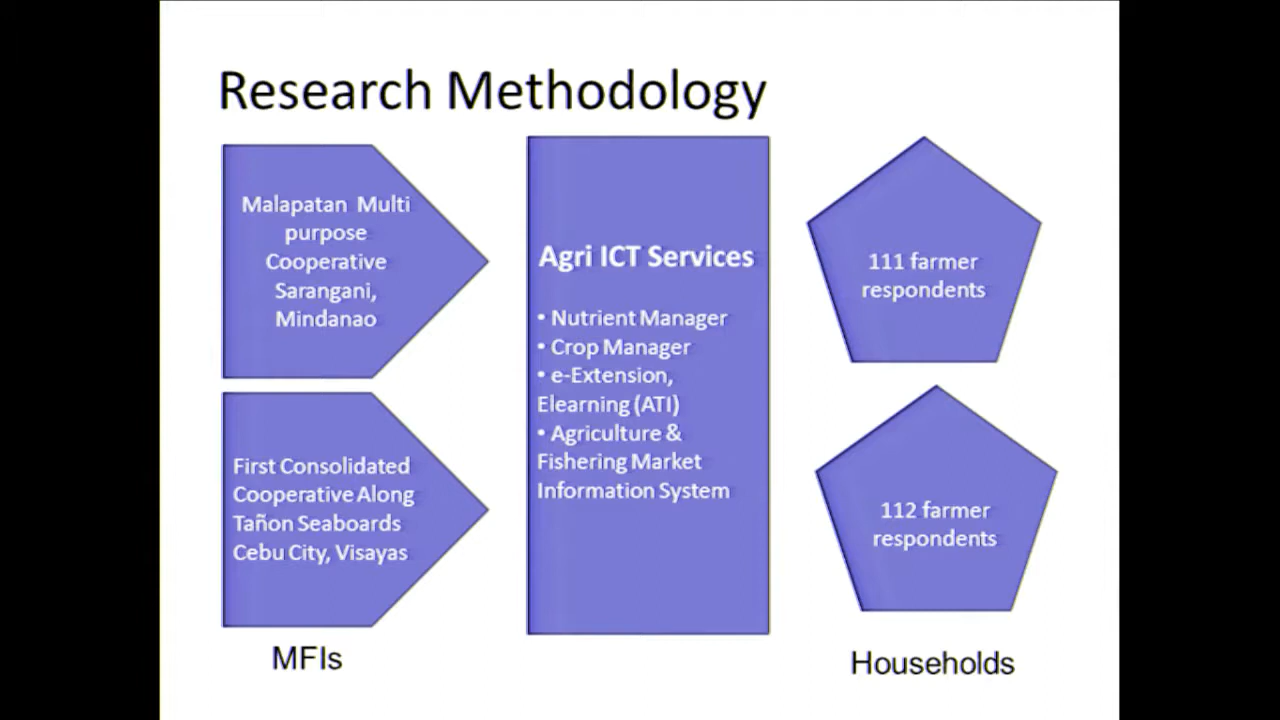 Research Methodology
Malapatan Multi
purpose
Cooperative
Sarangani,
Mindanao
First Consolidated
Cooperative Along
Tañon Seaboards
Cebu City, Visayas
MFIs
Agri ICT Services
• Nutrient Manager
• Crop Manager
• e-Extension,
Elearning (ATI)
• Agriculture &
Fishering Market
Information System
111 farmer
respondents
112 farmer
respondents
Households